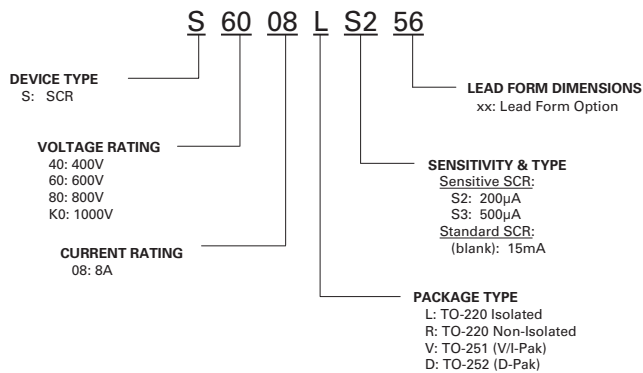 S 60 08 L S2 56
DEVICE TYPE
S: SCR
VOLTAGE RATING
40: 400V
60: 600V
80: 800V
K0: 1000V
CURRENT RATING
08: 8A
LEAD FORM DIMENSIONS
xx: Lead Form Option
SENSITIVITY & TYPE
Sensitive SCR:
S2: 200μA
S3: 500μA
Standard SCR:
(blank): 15mA
PACKAGE TYPE
L: TO-220 Isolated
R: TO-220 Non-Isolated
V: TO-251 (V/I-Pak)
D: TO-252 (D-Pak)